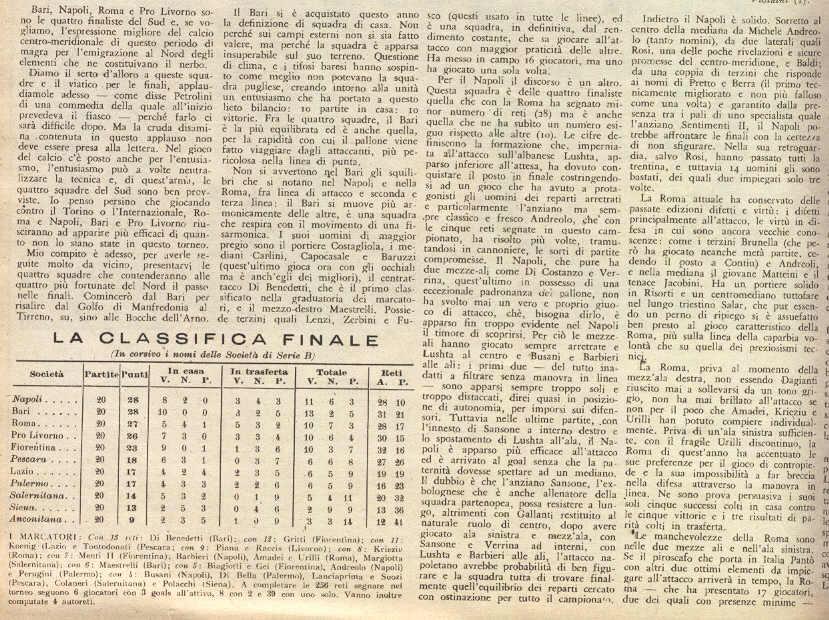 Bari, Napoli, Roma e Pro Livorno so-
no le quattro finaliste del Sud e, se vo-
gliamo, l'espressione migliore del calcio
centro-meridionale di questo periodo di
magra per l'emigrazione al Nord degli
elementi che ne costituivano il nerbo.
Diamo il serto d'alloro a queste squa-
dre e il viatico per le finali, applau-
diamole adesso — come disse Petrolini
di una commedia della quale all'inizio
prevedeva il fiasco — perché farlo ci
sarà difficile dopo. Ma la cruda disami-
na contenuta in questo applauso non
deve essere presa alla lettera. Nel gioco
del calcio c'è posto anche per l'entusia-
smo, l'entusiasmo può a volte neutra-
lizzare la tecnica e, di quest'armi, le
quattro squadre del Sud sono ben prov-
viste. Io penso persino che giocando
contro il Torino o l'Internazionale, Ro-
ma e Napoli, Bari e Pro Livorno riu-
sciranno ad apparire più efficaci di quan-
to non lo siano state in questo torneo.
Mio compito è adesso, per averle se-
guite molto da vicino, presentarvi le
quattro squadre che contenderanno alle
quattro più fortunate del Nord il passo
nelle finali. Comincerò dal Bari per
risalire dal Golfo di Manfredonia al
Tirreno, su, sino alle Bocche dell'Arno.
Il Bari si è acquistato questo anno
la definizione di squadra di casa. Non
perché sui campi esterni non si sia fatto
valere, ma perché la squadra è apparsa
insuperabile sul suo terreno. Questione
di clima, e i tifosi baresi hanno sospin-
to come meglio non potevano la squa-
dra pugliese, creando intorno alla unità
un entusiasmo che ha portato a questo
lieto bilancio: 10 partite in casa; 10
vittorie. Fra le quattro squadre, il Bari
è la più equilibrata ed è anche quella,
per la rapidità con cui il pallone viene
fatto viaggiare dagli attaccanti, più pe-
ricolosa nella linea di punta.
Non si avvertono nel Bari gli squili-
bri che si notano nel Napoli e nella
Roma, fra linea di attacco e seconda e
terza linea: il Bari si muove più ar-
monicamente delle altre, è una squadra
che respira con il movimento di una fi-
sarmonica. I suoi uomini di maggior
pregio sono il portiere Costagliola, i me-
diani Carlini, Capocasale e Baruzzi
(quest'ultimo gioca ora con gli occhiali
ma è anch'egli dei migliori), il centrat-
tacco Di Benedetti, che è il primo clas-
sificato nella graduatoria dei marcato-
ri, e il mezzo-destro Maestrelli. Possie-
de terzini quali Lenzi, Zerbini e Fu-
sco (questi usato in tutte le linee), ed
è una squadra, in definitiva, dal ren-
dimento costante, che sa giocare all'at-
tacco con maggior praticità delle altre.
Ha messo in campo 16 giocatori, ma uno
ha giocato una sola volta.
Per il Napoli il discorso è un altro.
Questa squadra è delle quattro finaliste
quella che con la Roma ha segnato mi-
nor numero di reti (28) ma è anche
quella che ne ha subito un numero esi-
guo rispetto alle altre (10). Le cifre de-
finiscono la formazione che, impernia-
ta all'attacco sull'albanese Lushta, ap-
parso inferiore all'attesa, ha dovuto con-
quistare il posto in finale costringendo-
si ad un gioco che ha avuto a prota-
gonisti gli uomini dei reparti arretrati
e particolarmente l'anziano ma sem-
pre classico e fresco Andreolo, che con
le cinque reti segnate in questo cam-
pionato, ha risolto più volte, tramu-
tandosi in cannoniere, le sorti di partite
compromesse. Il Napoli, che pure ha
due mezze-ali come Di Costanzo e Ver-
rina, quest'ultimo in possesso di una
eccezionale padronanza del pallone, non
ha svolto mai un vero e proprio giuo-
co di attacco, chè, bisogna dirlo, è
apparso fin troppo evidente nel Napoli
il timore di scoprirsi. Per ciò le mezze-
ali hanno giocato sempre arretrate e
Lushta al centro e Busani e Barbieri
alle ali: i primi due — del tutto ina-
datti a filtrare senza manovra in linea
— sono apparsi sempre troppo soli e
troppo distaccati, direi quasi in posizio-
ne di autonomia, per imporsi sui difen-
sori. Tuttavia nelle ultime partite, con
l'innesto di Sansone a interno destro e
lo spostamento di Lushta all'ala, il Na-
poli è apparso più efficace all'attacco
ed è arrivato al goal senza che la pa-
ternità dovesse spettare ad un mediano.
Il dubbio è che l'anziano Sansone, l'ex-
bolognese che è anche allenatore della
squadra partenopea, possa resistere a lun-
go, altrimenti con Gallanti restituito al
naturale ruolo di centro, dopo avere
giocato ala sinistra e mezz'ala, con
Sansone e Verrina ad interni, con
Lushta e Barbieri alle ali, l'attacco na-
poletano avrebbe probabilità di ben figu-
rare e la squadra tutta di trovare final-
mente quell'equilibrio dei reparti cercato
con ostinazione per tutto il campionato.
Indietro il Napoli è solido. Sorretto al
centro della mediana da Michele Andreo-
lo (tanto nomini), da due laterali quali
Rosi, una delle poche rivelazioni e sicure
promesse del centro-meridione, e Baldi;
da una coppia di terzini che risponde
ai nomi di Pretto e Berra (il primo tec-
nicamente migliorato e non più falloso
come una volta) e garantito dalla pre-
senza tra i pali di uno specialista quale
l'anziano Sentimenti II, il Napoli po-
trebbe affrontare le finali con la certezza
di non sfigurare. Nella sua retroguar-
dia, salvo Rosi, hanno passato tutti la
trentina, e tuttavia 14 uomini gli sono
bastati, dei quali due impiegati solo tre
volte.
La Roma attuale ha conservato delle
passate edizioni difetti e virtù: i difetti
principalmente all'attacco, le virtù in di-
fesa in cui sono ancora vecchie cono-
scenze: come i terzini Brunella (che pe-
rò ha giocato neanche metà partite, ce-
dendo il posto a Contin) e Andreoli,
e nella mediana il giovane Matteini e il
tenace Jacobini. Ha un portiere solido
in Risorti e un centromediano tuttofare
nel lungo triestino Salar, che pur essen-
do un perno di ripiego si è assuefatto
ben presto al gioco caratteristico della
Roma, più sulla linea della caparbia vo-
lontà che su quella dei preziosismi tec-
nici.
La Roma, priva al momento della
mezz'ala destra, non essendo Dagianti
riuscito mai a sollevarsi da un tono gri-
gio, non ha mai brillato all'attacco se
non per il poco che Amadei, Krieziu e
Urilli han potuto compiere individual-
mente. Priva di un'ala sinistra sufficien-
te, con il fragile Urilli discontinuo, la
Roma di quest'anno ha accentuato le
sue preferenze per il gioco di contropie-
de e la sua impossibilità a far breccia
nella difesa attraverso la manovra in
linea. Ne sono prova persuasiva i suoi
soli cinque successi colti in casa contro
le cinque vittorie e i tre risultati di pa-
rità colti in trasferta.
Le manchevolezze della Roma sono
nelle due mezze ali e nell'ala sinistra.
Se il piroscafo che porta in Italia Pantò
con altri due ottimi elementi da impie-
gare all'attacco arriverà in tempo, la Ro-
ma — che ha presentato 17 giocatori,
due dei quali con presenze minime —
LA CLASSIFICA FINALE
(In corsivo i nomi delle Società di Serie B)
Società Partite Punti In casa In trasferta Totale Reti
V. N. P. V. N. P. V. N. P. A. P.
Napoli . . . . . 20 28 8 2 0 3 4 3 11 6 3 28 10
Bari . . . . . 20 28 10 0 0 3 2 5 13 2 5 31 21
Roma . . . . . 20 27 5 4 1 5 3 2 10 7 3 28 17
Pro Livorno . . 20 26 7 3 0 3 3 4 10 6 4 30 15
Fiorentina . . . 20 23 9 0 1 1 3 6 10 3 7 32 16
Pescara . . . . 20 18 6 3 1 0 3 7 6 6 8 27 26
Lazio . . . . . 20 17 4 2 4 2 3 5 6 5 9 19 19
Palermo . . . . 20 17 4 3 3 2 2 6 6 5 9 16 23
Salernitana . . 20 14 5 3 2 0 1 9 5 4 11 20 32
Siena . . . . . 20 13 2 5 3 0 4 6 2 9 9 13 36
Anconitana . . 20 9 2 3 5 1 0 9 3 3 14 12 41
I MARCATORI: Con 13 reti: Di Benedetti (Bari); con 12: Gritti (Fiorentina); con 11:
Koenig (Lazio e Tontodonati (Pescara; con 9: Piana e Raccis (Livorno); con 8: Krieziu
(Roma); con 7: Menti II (Fiorentina), Barbieri (Napoli), Amadei e Urilli (Roma), Margiotta
(Salernitana); con 6: Maestrelli (Bari); con 5: Biagiotti e Gei (Fiorentina), Andreolo (Napoli)
e Perugini (Palermo); con 4: Busani (Napoli), Di Bella (Palermo), Lanciaprima e Suozi
(Pescara), Colaneri (Salernitana) e Polacchi (Siena). A completare le 256 reti segnate nel
torneo seguono 6 giocatori con 3 goals all'attivo, 8 con 2 e 39 con uno solo. Vanno inoltre
computate 4 autoreti.